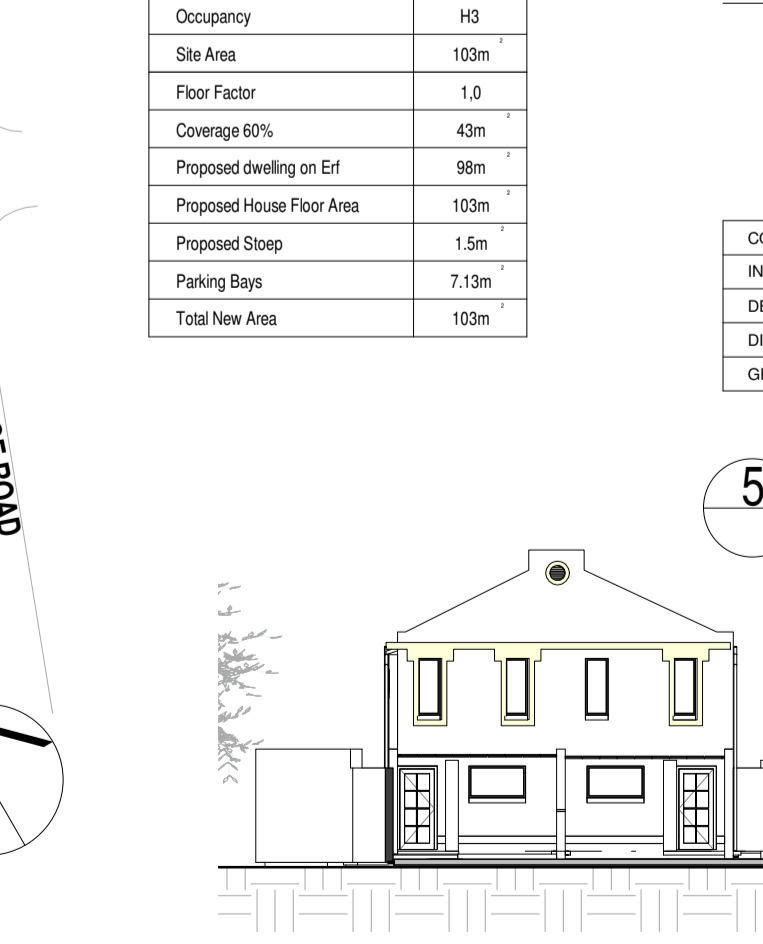 Occupancy H3
Site Area 103m²
Floor Factor 1,0
Coverage 60% 43m²
Proposed dwelling on Erf 98m²
Proposed House Floor Area 103m²
Proposed Stoep 1.5m²
Parking Bays 7.13m²
Total New Area 103m²
ROAD
5